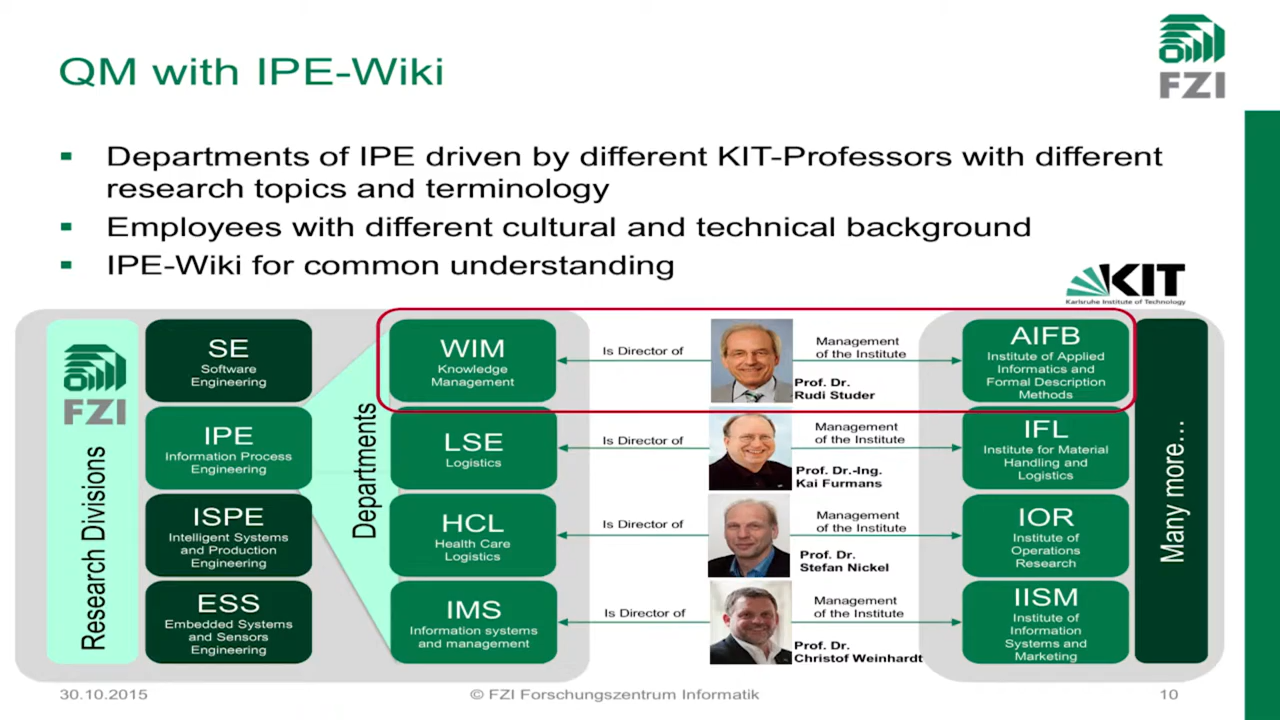 QM with IPE-Wiki
FZI
Departments of IPE driven by different KIT-Professors with different
research topics and terminology
Employees with different cultural and technical background
IPE-Wiki for common understanding
KIT
Karlsruhe Institute of Technology
FZI
Research Divisions
SE
Software
Engineering
IPE
Information Process
Engineering
ISPE
Intelligent Systems
and Production
Engineering
ESS
Embedded Systems
and Sensors
Engineering
Departments
WIM
Knowledge
Management
Is Director of
Prof. Dr.
Rudi Studer
Management
of the Institute
AIFB
Institute of Applied
Informatics and
Formal Description
Methods
LSE
Logistics
Is Director of
Prof. Dr.-Ing.
Kai Furmans
Management
of the Institute
IFL
Institute for Material
Handling and
Logistics
HCL
Health Care
Logistics
Is Director of
Prof. Dr.
Stefan Nickel
Management
of the Institute
IOR
Institute of
Operations
Research
IMS
Information systems
and management
Is Director of
Prof. Dr.
Christof Weinhardt
Management
of the Institute
IISM
Institute of
Information
Systems and
Marketing
Many more...
30.10.2015
© FZI Forschungszentrum Informatik
10